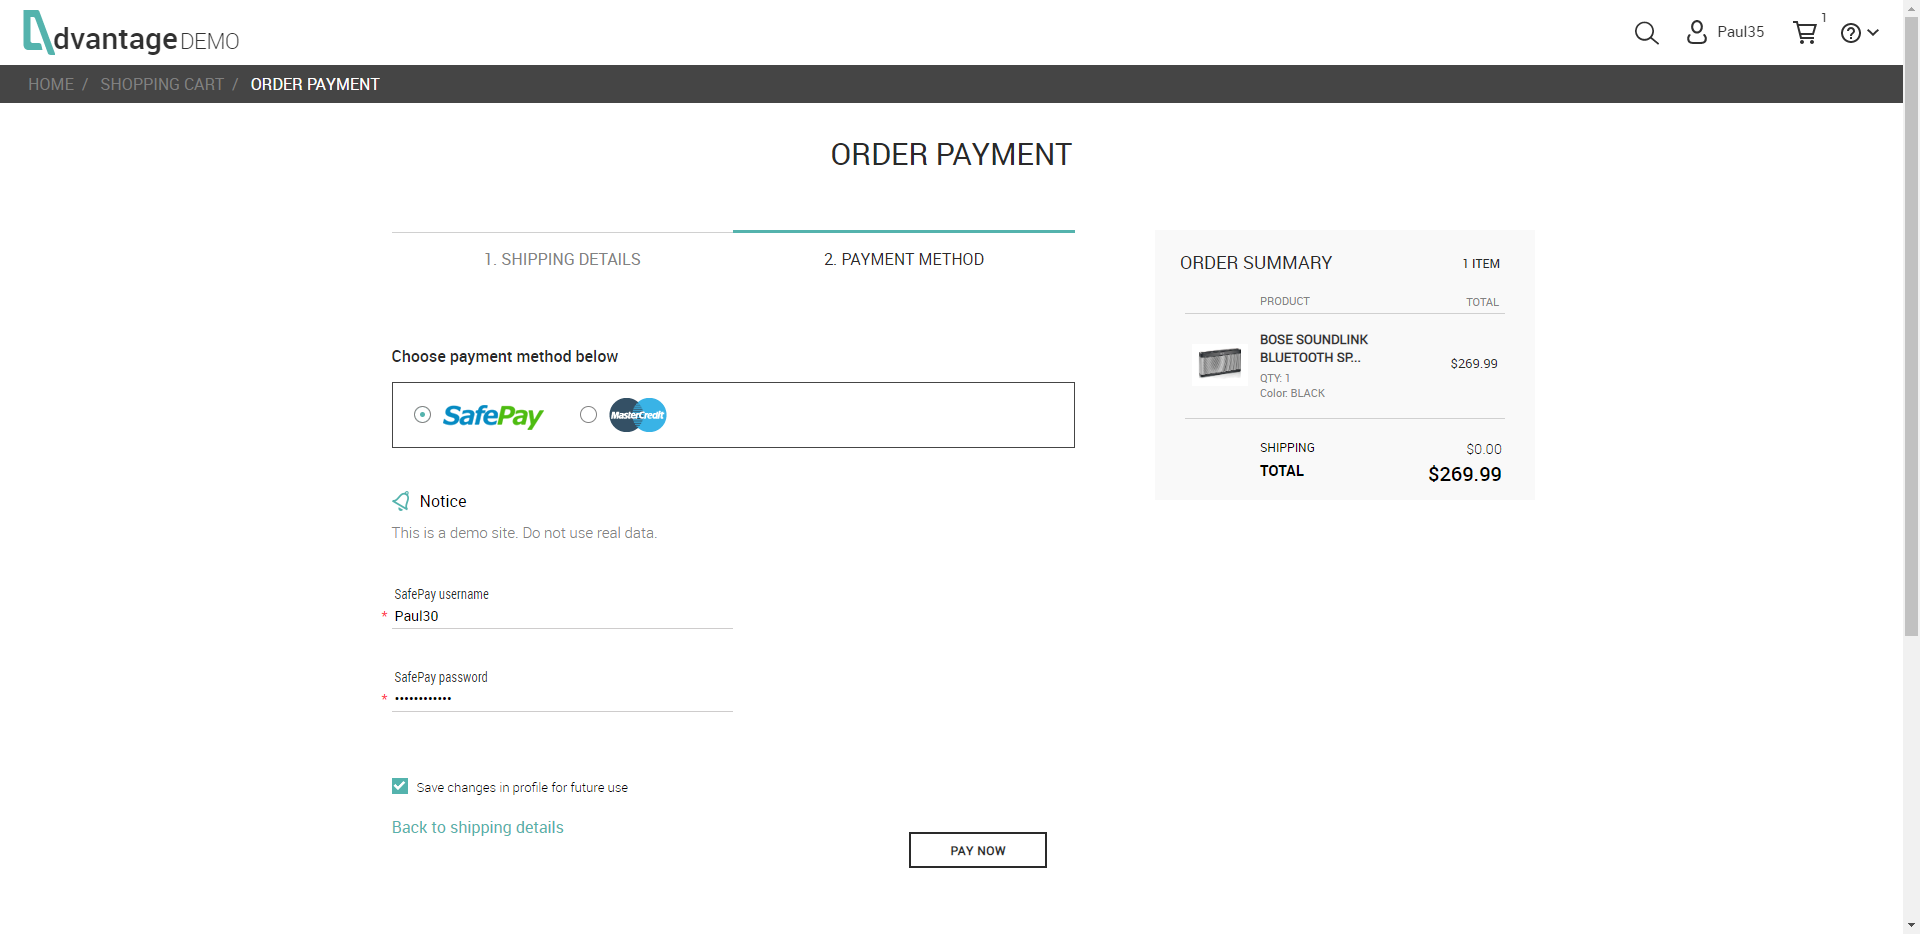 dvantage DEMO
Paul35
1
HOME / SHOPPING CART / ORDER PAYMENT
ORDER PAYMENT
1. SHIPPING DETAILS
2. PAYMENT METHOD
Choose payment method below
SafePay
MasterCredit
Notice
This is a demo site. Do not use real data.
SafePay username
* Paul30
SafePay password
* ••••••••••••
Save changes in profile for future use
Back to shipping details
PAY NOW
ORDER SUMMARY
1 ITEM
PRODUCT TOTAL
BOSE SOUNDLINK
BLUETOOTH SP...
$269.99
QTY: 1
Color: BLACK
SHIPPING $0.00
TOTAL $269.99